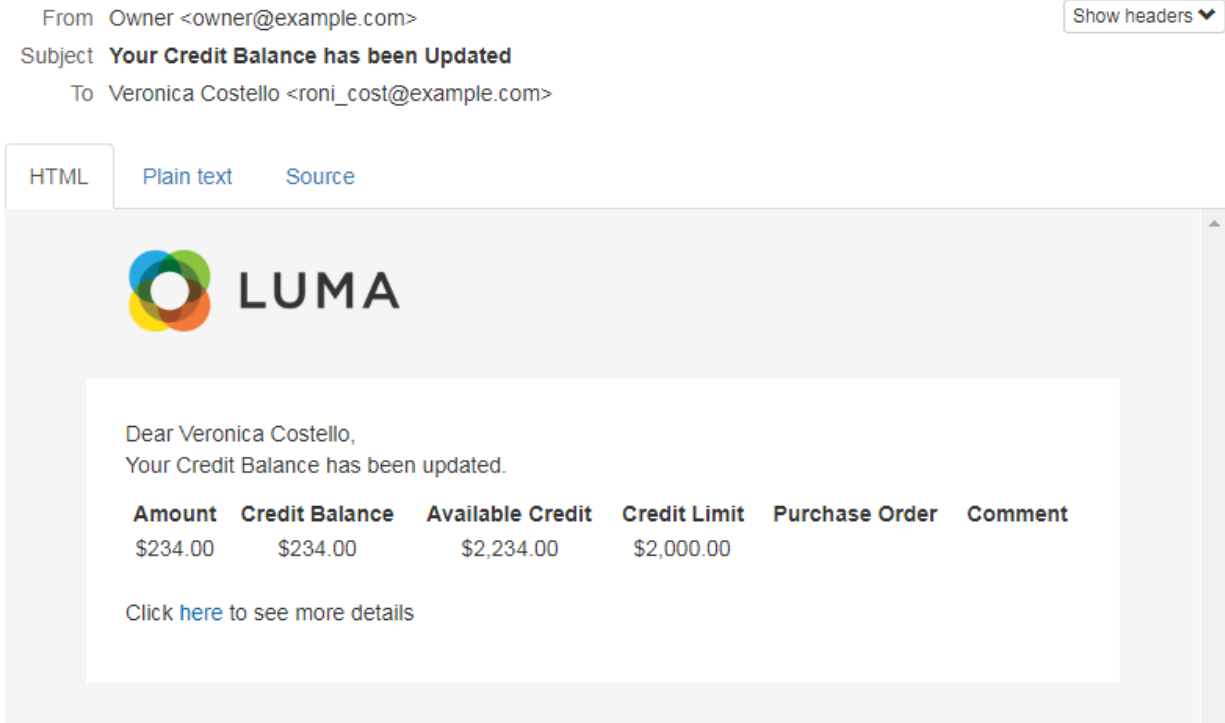 From Owner <owner@example.com>
Show headers
Subject Your Credit Balance has been Updated
To Veronica Costello <roni_cost@example.com>
HTML Plain text Source
LUMA
Dear Veronica Costello,
Your Credit Balance has been updated.
Amount Credit Balance Available Credit Credit Limit Purchase Order Comment
$234.00 $234.00 $2,234.00 $2,000.00
Click here to see more details